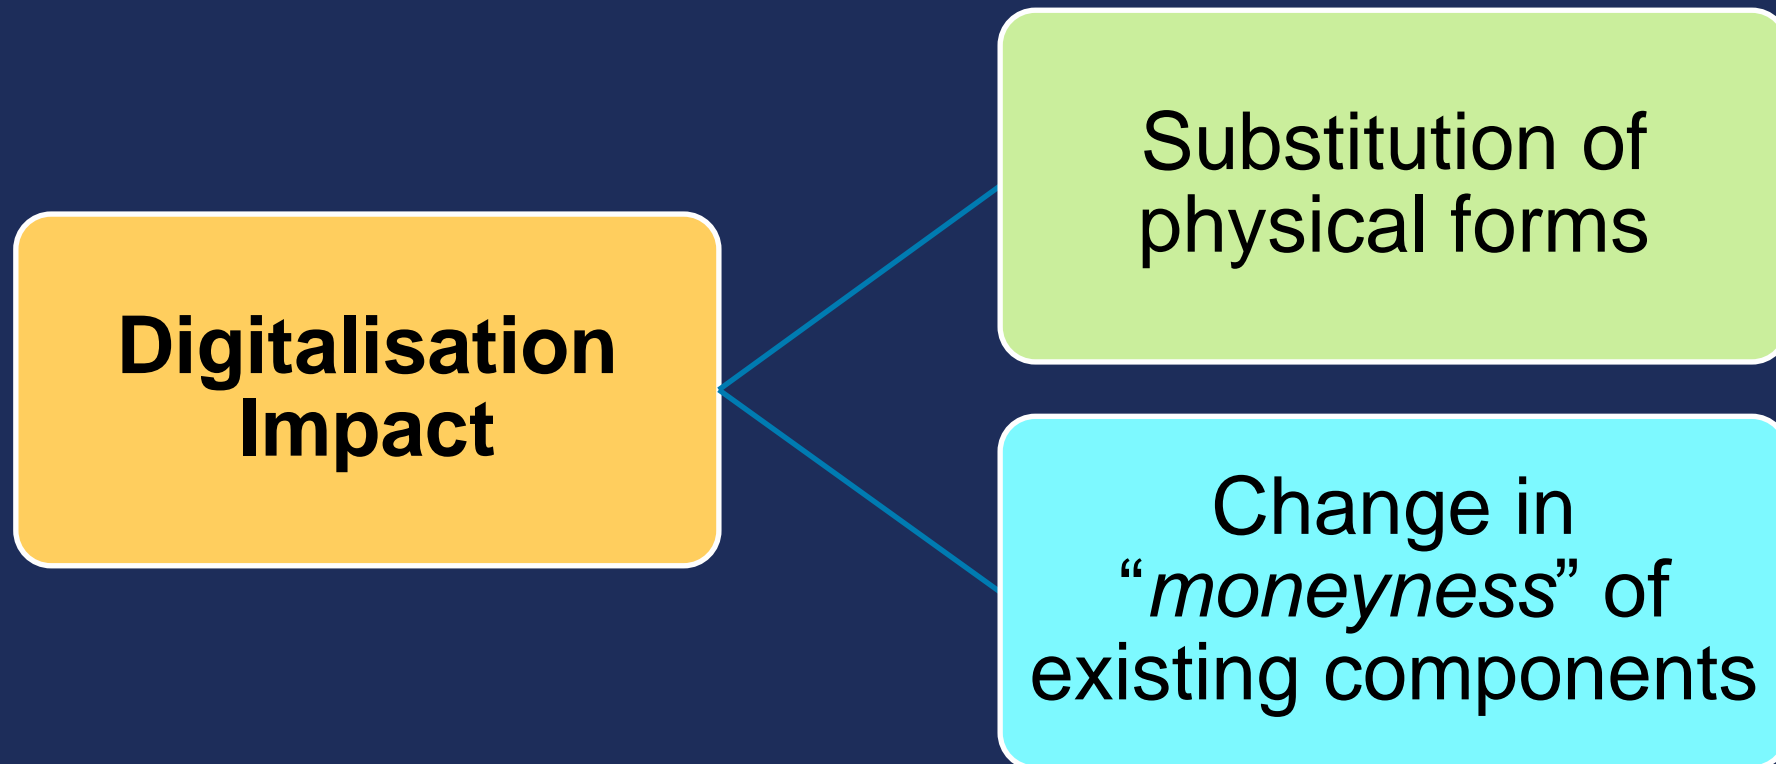 Digitalisation
Impact
Substitution of
physical forms
Change in
“moneyness” of
existing components